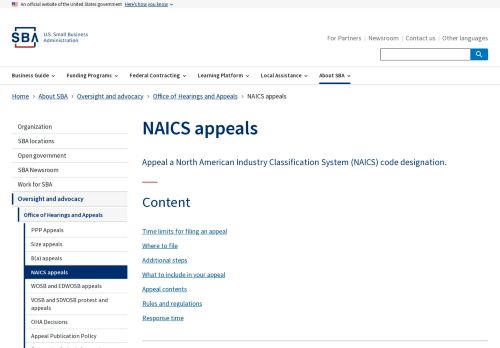 An official website of the United States government Here's how you know
SBA U.S. Small Business Administration
For Partners Newsroom Contact us Other languages
Business Guide Funding Programs Federal Contracting Learning Platform Local Assistance About SBA
Home › About SBA › Oversight and advocacy › Office of Hearings and Appeals › NAICS appeals
Organization
SBA locations
Open government
SBA Newsroom
Work for SBA
Oversight and advocacy
Office of Hearings and Appeals
PPP Appeals
Size appeals
8(a) appeals
NAICS appeals
WOSB and EDWOSB appeals
VOSB and SDVOSB protest and appeals
OHA Decisions
Appeal Publication Policy
NAICS appeals
Appeal a North American Industry Classification System (NAICS) code designation.
Content
Time limits for filing an appeal
Where to file
Additional steps
What to include in your appeal
Appeal contents
Rules and regulations
Response time